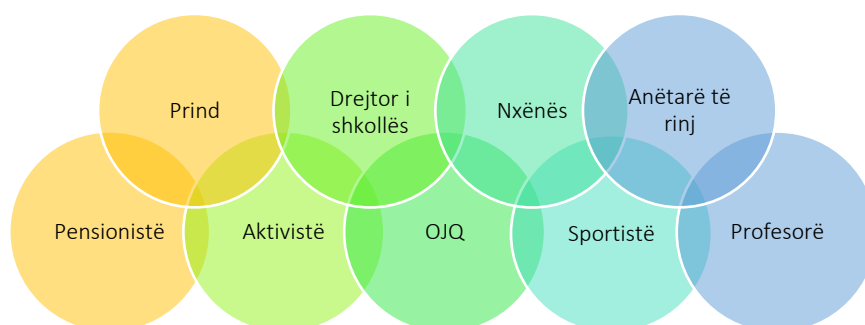 Prind
Drejtor i
shkollës
Nxënës
Anëtarë të
rinj
Pensionistë
Aktivistë
OJQ
Sportistë
Profesorë